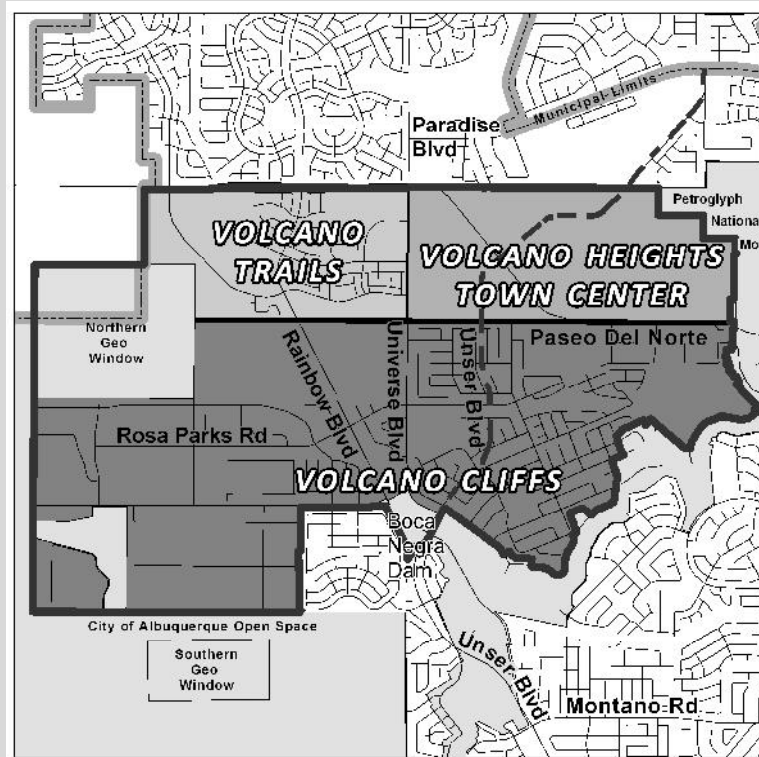 Municipal Limits
Paradise
Blvd
Petroglyph
Nationa
Mo
VOLCANO
TRAILS
VOLCANO HEIGHTS
TOWN CENTER
Northern
Geo
Window
Rainbow Blvd
Universe Blvd
Unser Blvd
Paseo Del Norte
Rosa Parks Rd
VOLCANO CLIFFS
Boca
Negra
Dam
City of Albuquerque Open Space
Southern
Geo
Window
Unser Blvd
Montano Rd